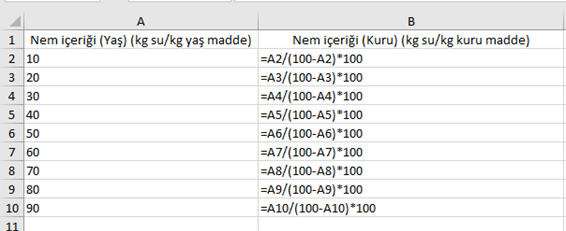 A B
1 Nem içeriği (Yaş) (kg su/kg yaş madde) Nem içeriği (Kuru) (kg su/kg kuru madde)
2 10 =A2/(100-A2)*100
3 20 =A3/(100-A3)*100
4 30 =A4/(100-A4)*100
5 40 =A5/(100-A5)*100
6 50 =A6/(100-A6)*100
7 60 =A7/(100-A7)*100
8 70 =A8/(100-A8)*100
9 80 =A9/(100-A9)*100
10 90 =A10/(100-A10)*100
11